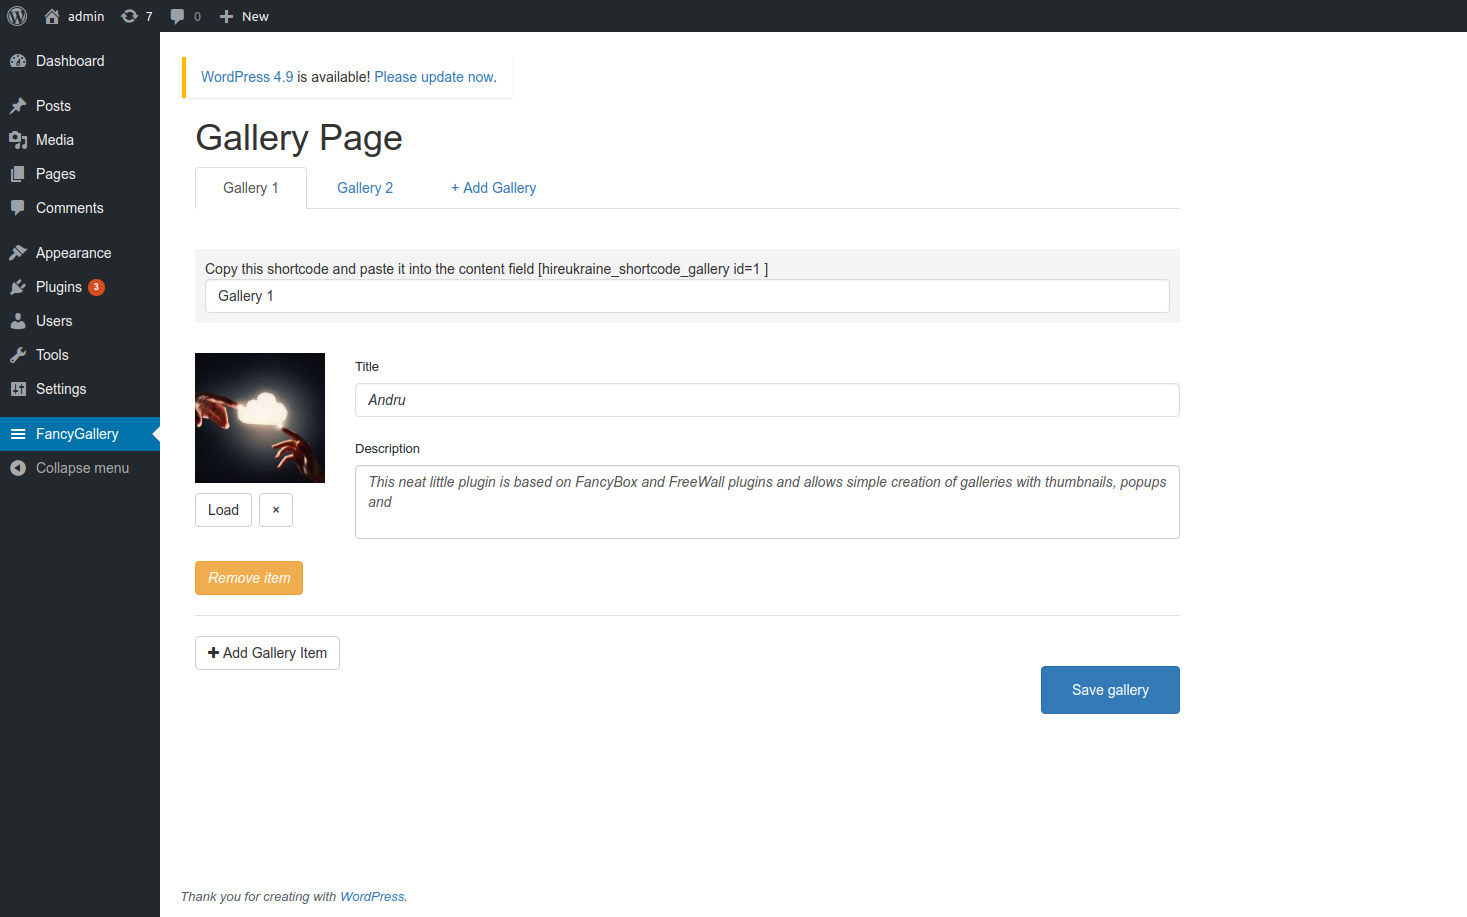 admin 7 0 New
Dashboard
Posts
Media
Pages
Comments
Appearance
Plugins 3
Users
Tools
Settings
FancyGallery
Collapse menu
WordPress 4.9 is available! Please update now.
Gallery Page
Gallery 1 Gallery 2 + Add Gallery
Copy this shortcode and paste it into the content field [hireukraine_shortcode_gallery id=1 ]
Gallery 1
Title
Andru
Description
This neat little plugin is based on FancyBox and FreeWall plugins and allows simple creation of galleries with thumbnails, popups
and
Load ×
Remove item
Add Gallery Item
Save gallery
Thank you for creating with WordPress.